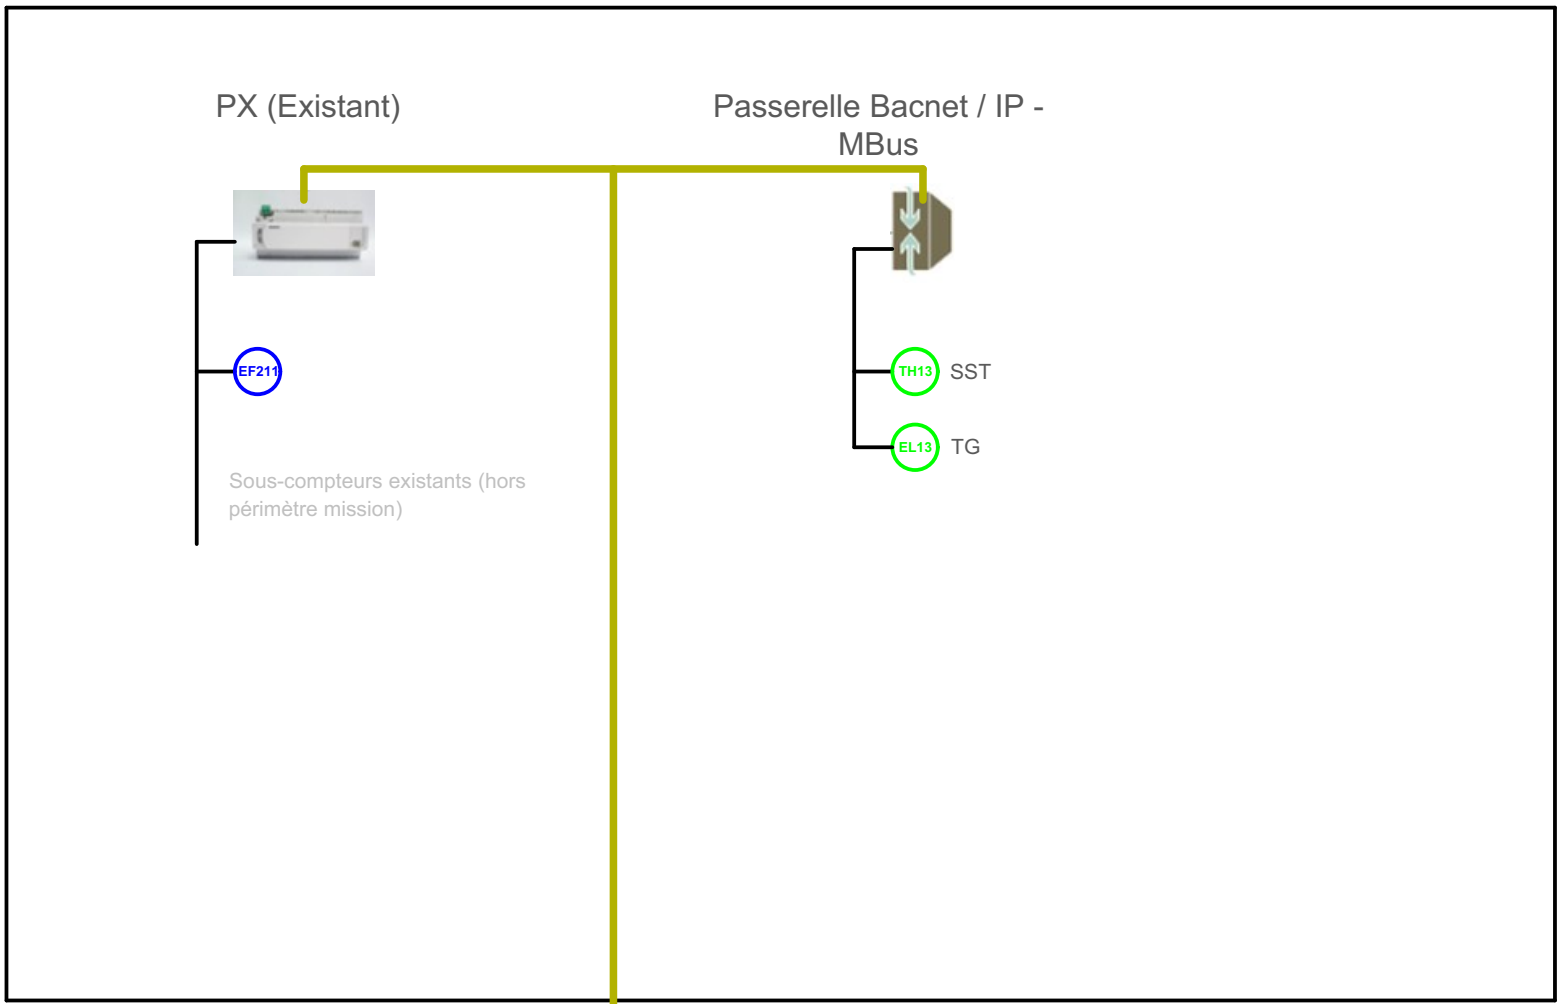 PX (Existant)
Passerelle Bacnet / IP -
MBus
EF211
TH13
SST
EL13
TG
Sous-compteurs existants (hors
périmètre mission)